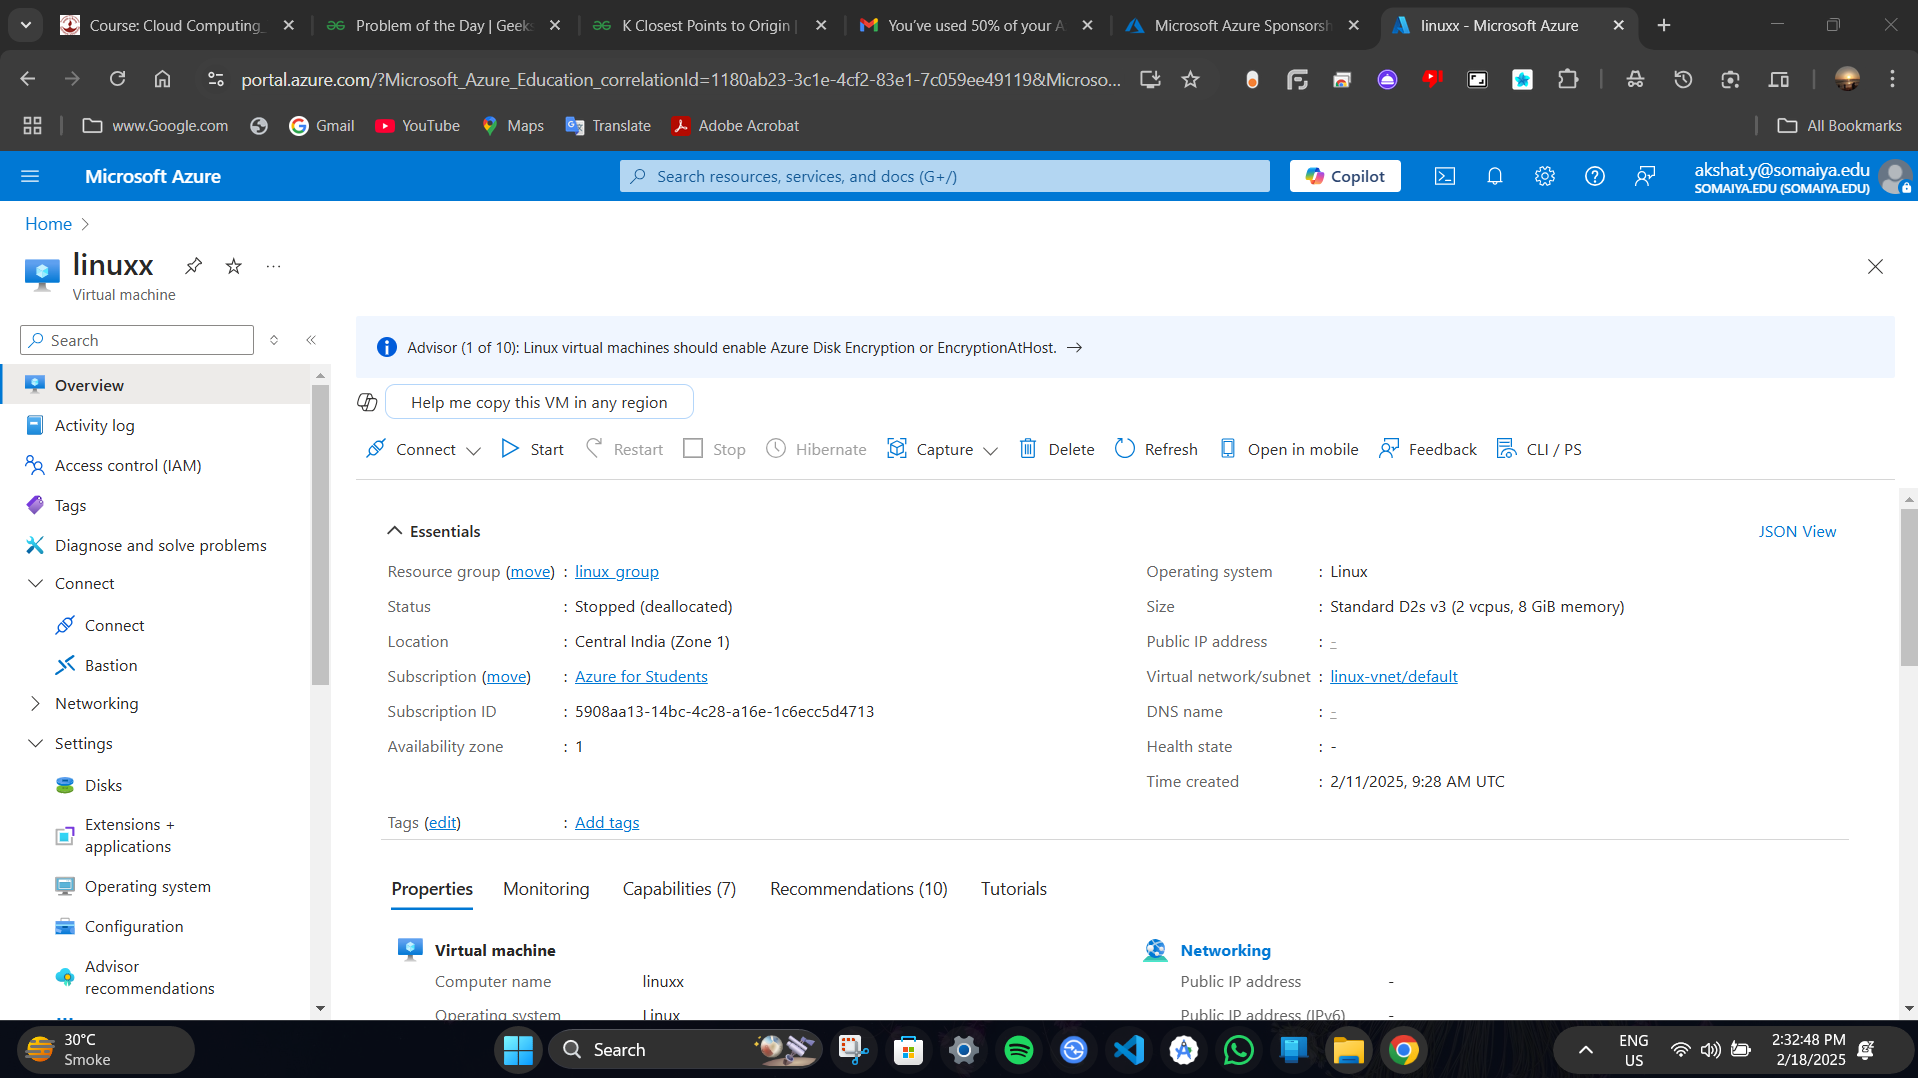 Course: Cloud Computing_
Problem of the Day | Geeks
K Closest Points to Origin |
You've used 50% of your A
Microsoft Azure Sponsorsh
linuxx - Microsoft Azure
portal.azure.com/?Microsoft_Azure_Education_correlationId=1180ab23-3c1e-4cf2-83e1-7c059ee49119&Microso...
www.Google.com
Gmail
YouTube
Maps
Translate
Adobe Acrobat
All Bookmarks
Microsoft Azure
Search resources, services, and docs (G+/)
Copilot
akshat.y@somaiya.edu
SOMAIYA.EDU (SOMAIYA.EDU)
Home
linuxx
Virtual machine
Search
Overview
Activity log
Access control (IAM)
Tags
Diagnose and solve problems
Connect
Connect
Bastion
Networking
Settings
Disks
Extensions +
applications
Operating system
Configuration
Advisor
recommendations
Advisor (1 of 10): Linux virtual machines should enable Azure Disk Encryption or EncryptionAtHost.
Help me copy this VM in any region
Connect Start Restart Stop Hibernate Capture Delete Refresh Open in mobile Feedback CLI / PS
Essentials
JSON View
Resource group (move) : linux_group
Status : Stopped (deallocated)
Location : Central India (Zone 1)
Subscription (move) : Azure for Students
Subscription ID : 5908aa13-14bc-4c28-a16e-1c6ecc5d4713
Availability zone : 1
Operating system : Linux
Size : Standard D2s v3 (2 vcpus, 8 GiB memory)
Public IP address : -
Virtual network/subnet : linux-vnet/default
DNS name : -
Health state : -
Time created : 2/11/2025, 9:28 AM UTC
Tags (edit) : Add tags
Properties Monitoring Capabilities (7) Recommendations (10) Tutorials
Virtual machine
Computer name linuxx
Operating system Linux
Networking
Public IP address -
Public IP address (IPv6) -
30°C
Smoke
Search
ENG
US
2:32:48 PM
2/18/2025